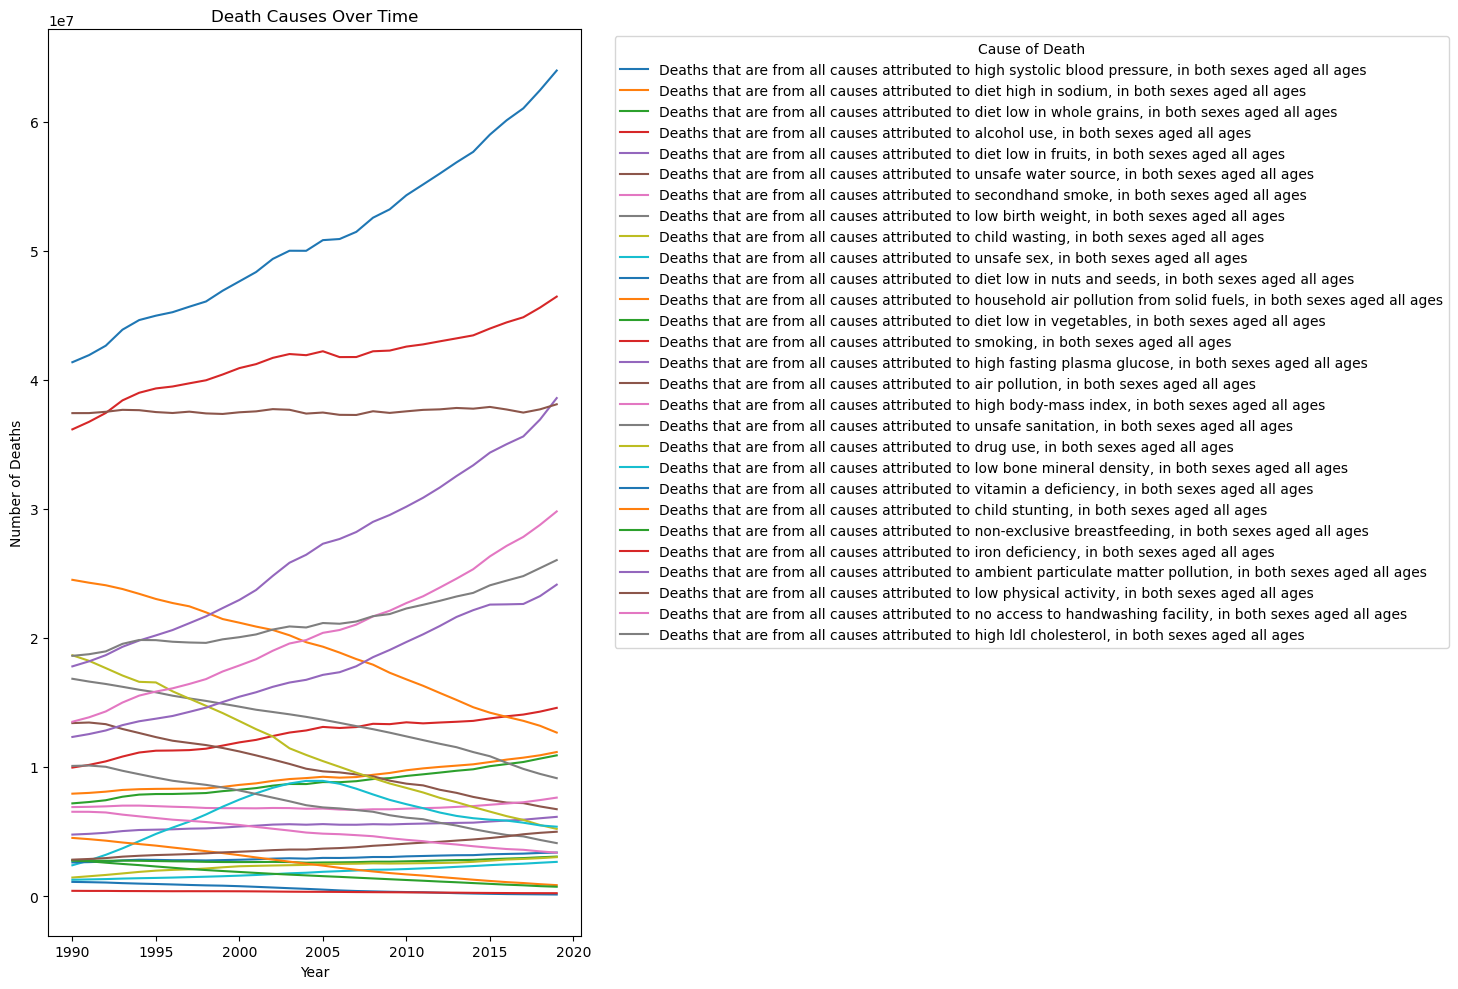 Death Causes Over Time
1e7
Number of Deaths
6
5
4
3
2
1
0
1990 1995 2000 2005 2010 2015 2020
Year
Cause of Death
Deaths that are from all causes attributed to high systolic blood pressure, in both sexes aged all ages
Deaths that are from all causes attributed to diet high in sodium, in both sexes aged all ages
Deaths that are from all causes attributed to diet low in whole grains, in both sexes aged all ages
Deaths that are from all causes attributed to alcohol use, in both sexes aged all ages
Deaths that are from all causes attributed to diet low in fruits, in both sexes aged all ages
Deaths that are from all causes attributed to unsafe water source, in both sexes aged all ages
Deaths that are from all causes attributed to secondhand smoke, in both sexes aged all ages
Deaths that are from all causes attributed to low birth weight, in both sexes aged all ages
Deaths that are from all causes attributed to child wasting, in both sexes aged all ages
Deaths that are from all causes attributed to unsafe sex, in both sexes aged all ages
Deaths that are from all causes attributed to diet low in nuts and seeds, in both sexes aged all ages
Deaths that are from all causes attributed to household air pollution from solid fuels, in both sexes aged all ages
Deaths that are from all causes attributed to diet low in vegetables, in both sexes aged all ages
Deaths that are from all causes attributed to smoking, in both sexes aged all ages
Deaths that are from all causes attributed to high fasting plasma glucose, in both sexes aged all ages
Deaths that are from all causes attributed to air pollution, in both sexes aged all ages
Deaths that are from all causes attributed to high body-mass index, in both sexes aged all ages
Deaths that are from all causes attributed to unsafe sanitation, in both sexes aged all ages
Deaths that are from all causes attributed to drug use, in both sexes aged all ages
Deaths that are from all causes attributed to low bone mineral density, in both sexes aged all ages
Deaths that are from all causes attributed to vitamin a deficiency, in both sexes aged all ages
Deaths that are from all causes attributed to child stunting, in both sexes aged all ages
Deaths that are from all causes attributed to non-exclusive breastfeeding, in both sexes aged all ages
Deaths that are from all causes attributed to iron deficiency, in both sexes aged all ages
Deaths that are from all causes attributed to ambient particulate matter pollution, in both sexes aged all ages
Deaths that are from all causes attributed to low physical activity, in both sexes aged all ages
Deaths that are from all causes attributed to no access to handwashing facility, in both sexes aged all ages
Deaths that are from all causes attributed to high ldl cholesterol, in both sexes aged all ages